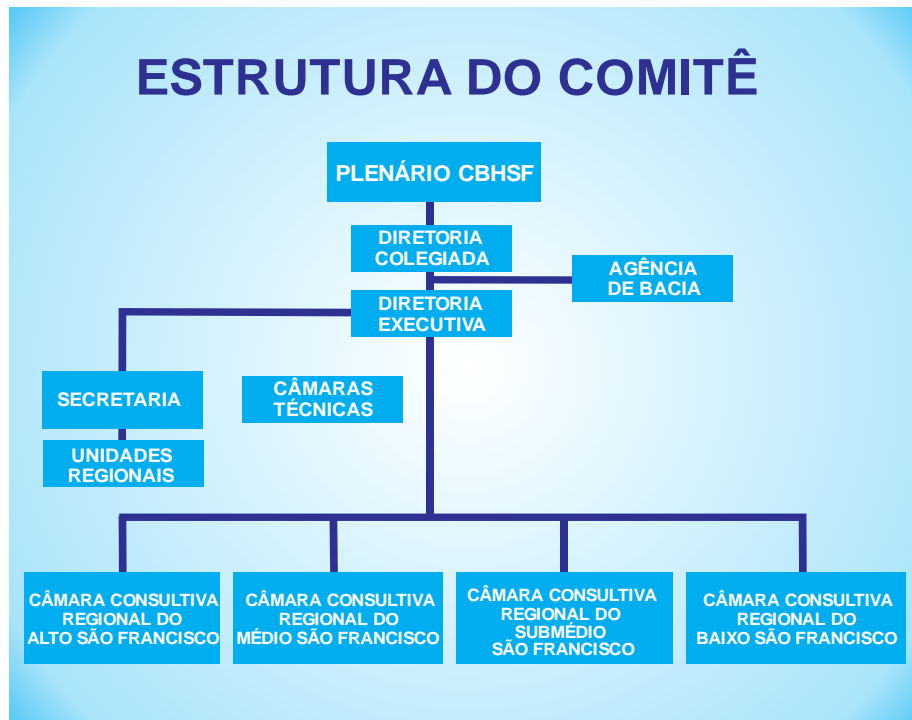 ESTRUTURA DO COMITÊ
PLENÁRIO CBHSF
DIRETORIA
COLEGIADA
AGÊNCIA
DE BACIA
DIRETORIA
EXECUTIVA
SECRETARIA
CÂMARAS
TÉCNICAS
UNIDADES
REGIONAIS
CÂMARA CONSULTIVA
REGIONAL DO
ALTO SÃO FRANCISCO
CÂMARA CONSULTIVA
REGIONAL DO
MÉDIO SÃO FRANCISCO
CÂMARA CONSULTIVA
REGIONAL DO
SUBMÉDIO
SÃO FRANCISCO
CÂMARA CONSULTIVA
REGIONAL DO
BAIXO SÃO FRANCISCO